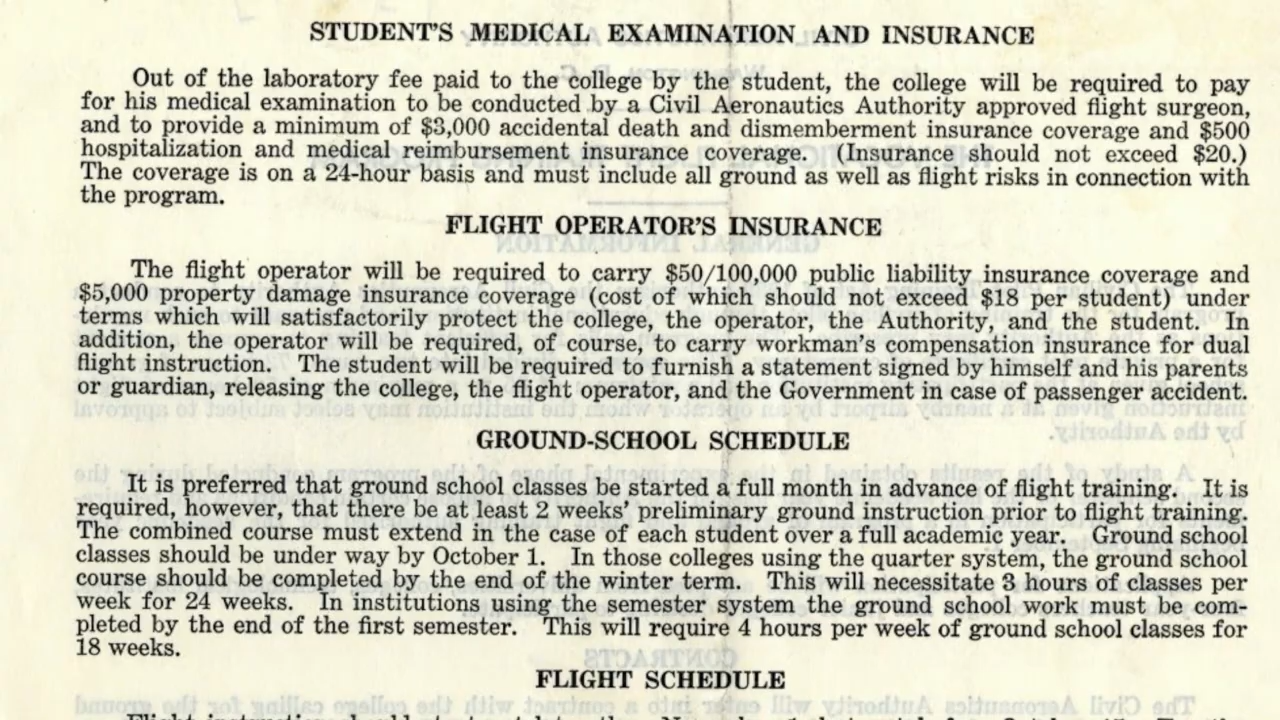 STUDENT'S MEDICAL EXAMINATION AND INSURANCE
Out of the laboratory fee paid to the college by the student, the college will be required to pay
for his medical examination to be conducted by a Civil Aeronautics Authority approved flight surgeon,
and to provide a minimum of $3,000 accidental death and dismemberment insurance coverage and $500
hospitalization and medical reimbursement insurance coverage. (Insurance should not exceed $20.)
The coverage is on a 24-hour basis and must include all ground as well as flight risks in connection with
the program.
FLIGHT OPERATOR'S INSURANCE
The flight operator will be required to carry $50/100,000 public liability insurance coverage and
$5,000 property damage insurance coverage (cost of which should not exceed $18 per student) under
terms which will satisfactorily protect the college, the operator, the Authority, and the student. In
addition, the operator will be required, of course, to carry workman's compensation insurance for dual
flight instruction. The student will be required to furnish a statement signed by himself and his parents
or guardian, releasing the college, the flight operator, and the Government in case of passenger accident.
GROUND-SCHOOL SCHEDULE
It is preferred that ground school classes be started a full month in advance of flight training. It is
required, however, that there be at least 2 weeks' preliminary ground instruction prior to flight training.
The combined course must extend in the case of each student over a full academic year. Ground school
classes should be under way by October 1. In those colleges using the quarter system, the ground school
course should be completed by the end of the winter term. This will necessitate 3 hours of classes per
week for 24 weeks. In institutions using the semester system the ground school work must be com-
pleted by the end of the first semester. This will require 4 hours per week of ground school classes for
18 weeks.
FLIGHT SCHEDULE